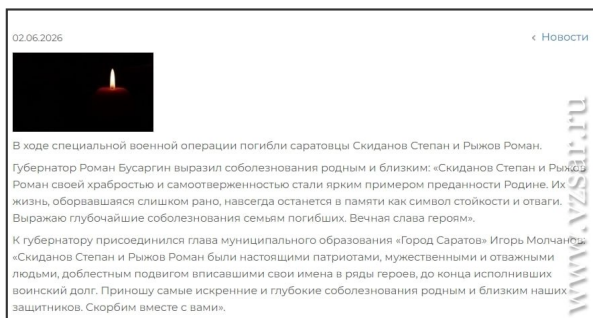 02.06.2026
< Новости
В ходе специальной военной операции погибли саратовцы Скиданов Степан и Рыжов Роман.
Губернатор Роман Бусаргин выразил соболезнования родным и близким: «Скиданов Степан и Рыжов
Роман своей храбростью и самоотверженностью стали ярким примером преданности Родине. Их
жизнь, оборвавшаяся слишком рано, навсегда останется в памяти как символ стойкости и отваги.
Выражаю глубочайшие соболезнования семьям погибших. Вечная слава героям».
К губернатору присоединился глава муниципального образования «Город Саратов» Игорь Молчанов:
«Скиданов Степан и Рыжов Роман были настоящими патриотами, мужественными и отважными
людьми, доблестным подвигом вписавшими свои имена в ряды героев, до конца исполнивших
воинский долг. Приношу самые искренние и глубокие соболезнования родным и близким наших
защитников. Скорбим вместе с вами».
www.vzsar.ru